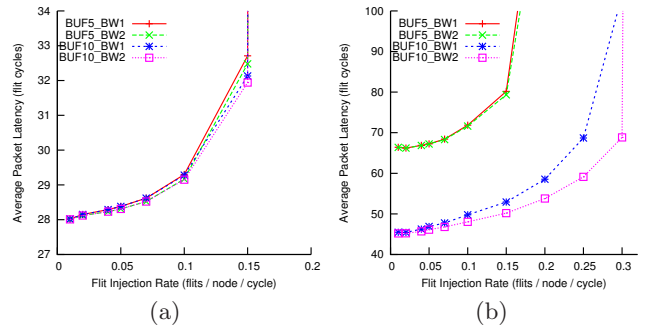 34
33
32
31
30
29
28
27
0
0.05
0.1
0.15
0.2
Average Packet Latency (flit cycles)
Flit Injection Rate (flits / node / cycle)
BUF5_BW1
BUF5_BW2
BUF10_BW1
BUF10_BW2
(a)
100
90
80
70
60
50
40
0
0.05
0.1
0.15
0.2
0.25
0.3
Average Packet Latency (flit cycles)
Flit Injection Rate (flits / node / cycle)
BUF5_BW1
BUF5_BW2
BUF10_BW1
BUF10_BW2
(b)